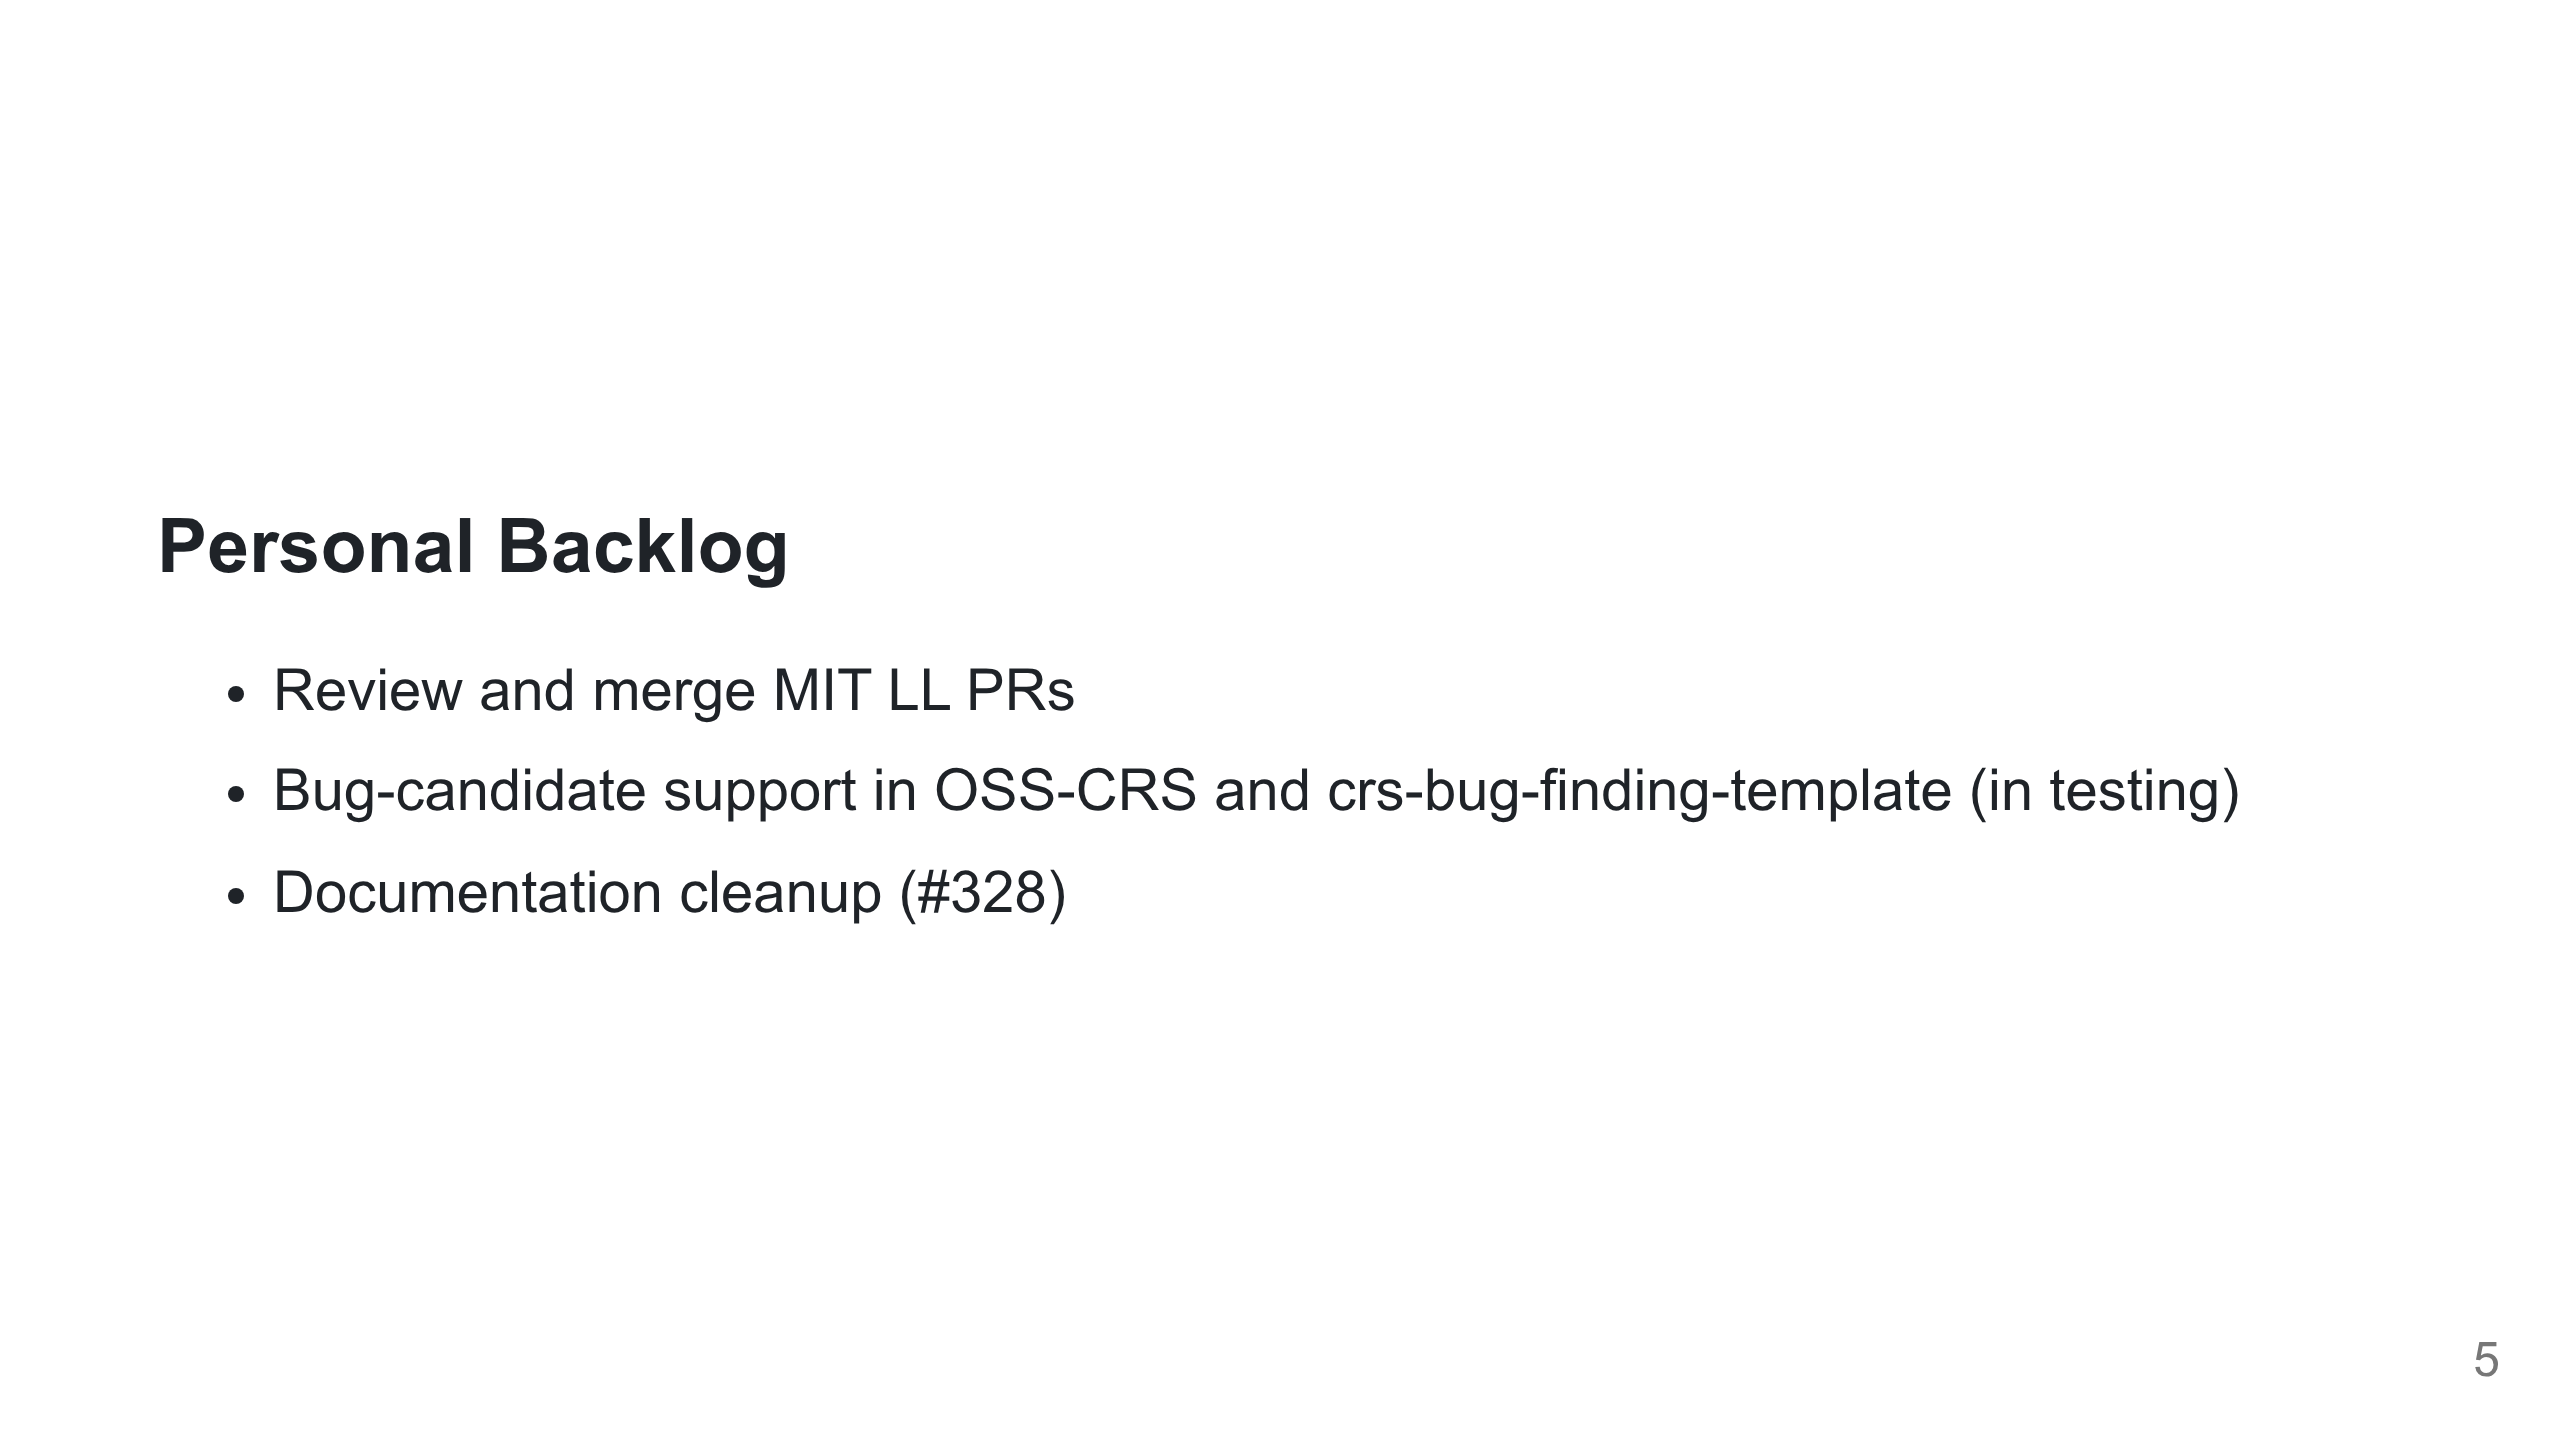 Personal Backlog
• Review and merge MIT LL PRs
• Bug-candidate support in OSS-CRS and crs-bug-finding-template (in testing)
• Documentation cleanup (#328)
5